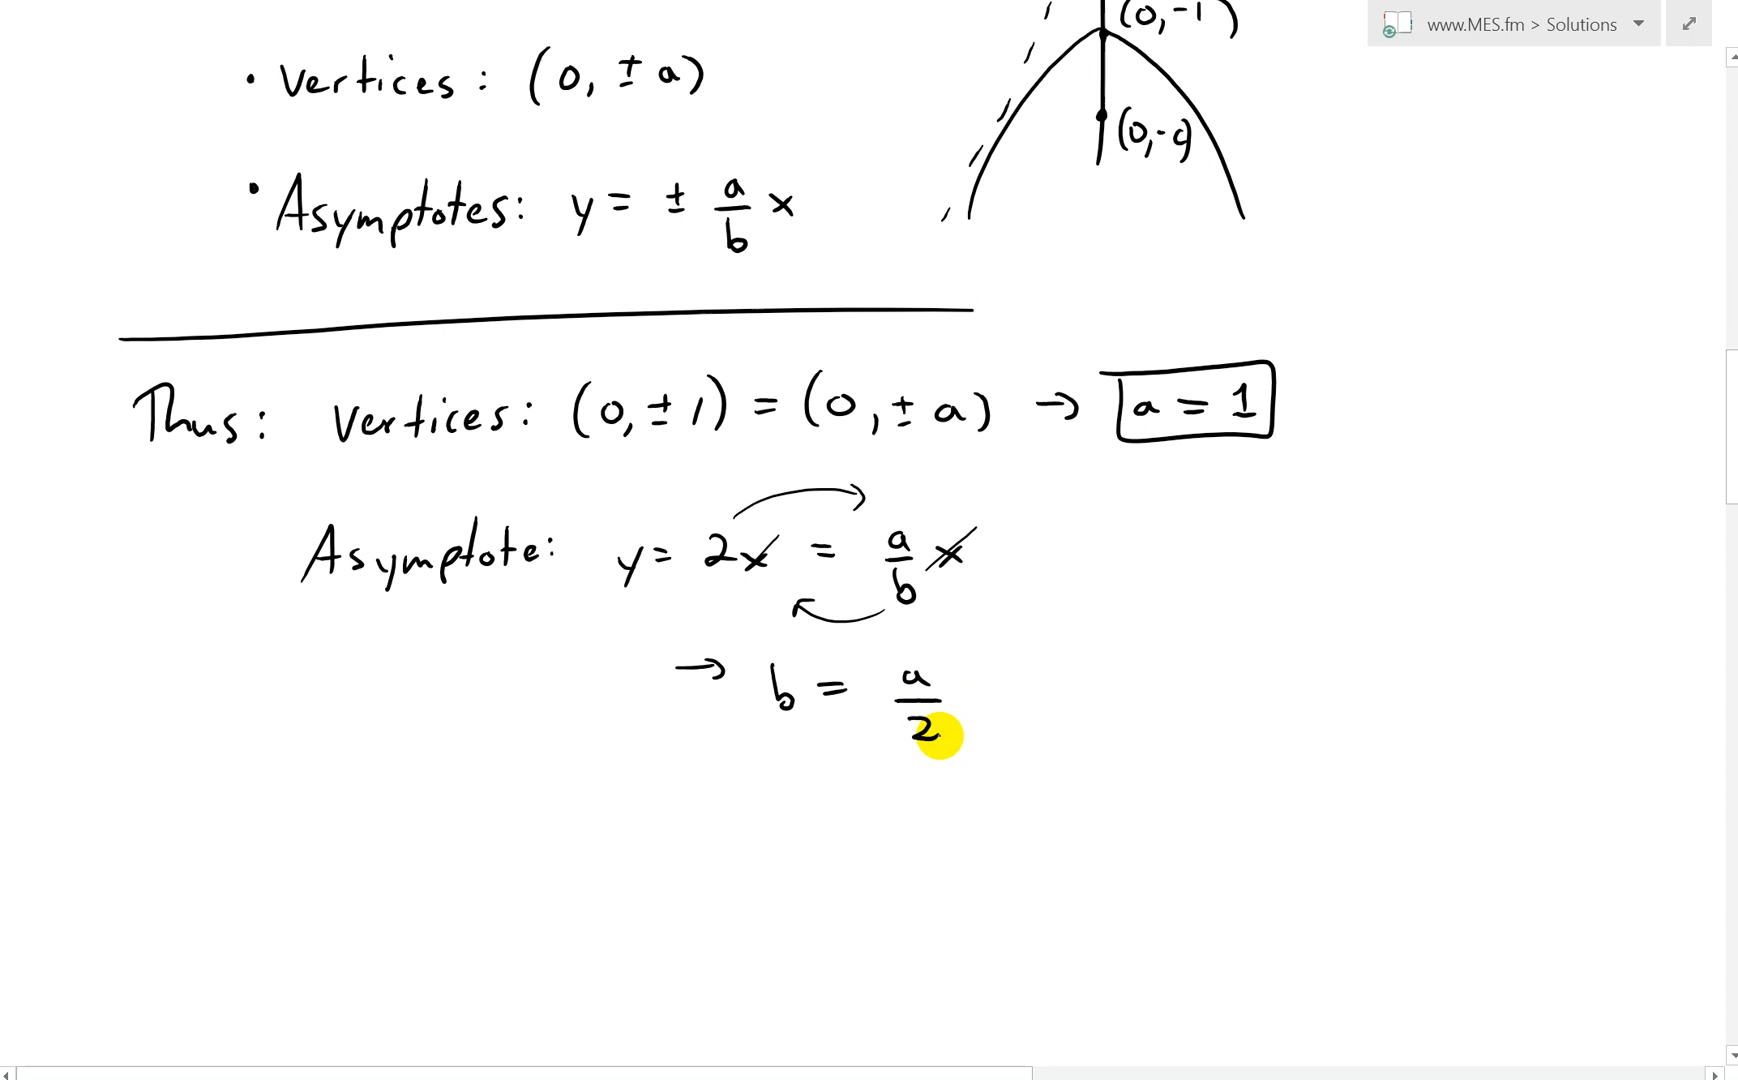 (0,-1)
www.MES.fm > Solutions
• Vertices: (0, ± a)
(0,-c)
• Asymptotes: y = ± a/b x
Thus: Vertices: (0, ± 1) = (0, ± a) → a = 1
Asymptote: y = 2x = a/b x
→ b = a/2